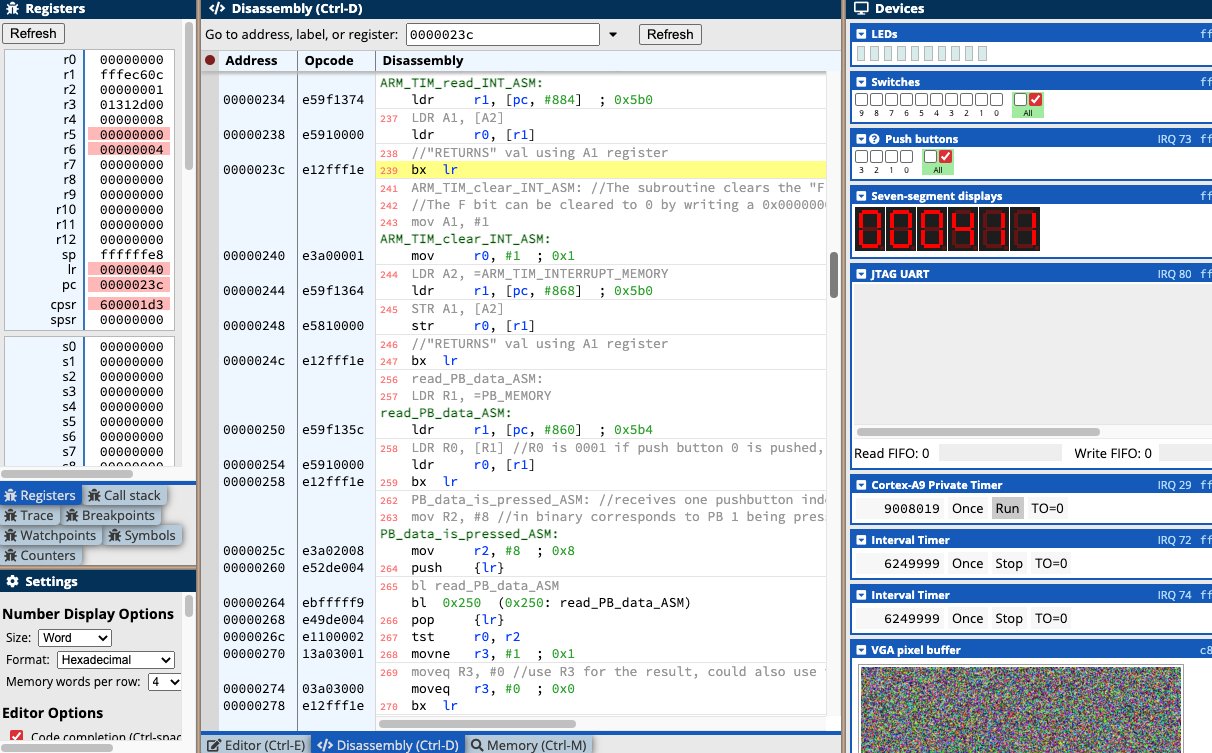 Registers
Refresh
r0 00000000
r1 fffec60c
r2 00000001
r3 01312d00
r4 00000008
r5 00000000
r6 00000004
r7 00000000
r8 00000000
r9 00000000
r10 00000000
r11 00000000
r12 00000000
sp ffffffe8
lr 00000040
pc 0000023c
cpsr 600001d3
spsr 00000000
s0 00000000
s1 00000000
s2 00000000
s3 00000000
s4 00000000
s5 00000000
s6 00000000
s7 00000000
Registers Call stack
Trace Breakpoints
Watchpoints Symbols
Counters
Settings
Number Display Options
Size: Word
Format: Hexadecimal
Memory words per row: 4
Editor Options
Code completion (Ctrl-spac
Disassembly (Ctrl-D)
Go to address, label, or register: 0000023c Refresh
Address Opcode Disassembly
ARM_TIM_read_INT_ASM:
00000234 e59f1374 ldr r1, [pc, #884] ; 0x5b0
237 LDR A1, [A2]
00000238 e5910000 ldr r0, [r1]
238 //"RETURNS" val using A1 register
0000023c e12fff1e 239 bx lr
241 ARM_TIM_clear_INT_ASM: //The subroutine clears the "F
242 //The F bit can be cleared to 0 by writing a 0x0000000
243 mov A1, #1
ARM_TIM_clear_INT_ASM:
00000240 e3a00001 mov r0, #1 ; 0x1
244 LDR A2, =ARM_TIM_INTERRUPT_MEMORY
00000244 e59f1364 ldr r1, [pc, #868] ; 0x5b0
245 STR A1, [A2]
00000248 e5810000 str r0, [r1]
246 //"RETURNS" val using A1 register
0000024c e12fff1e 247 bx lr
256 read_PB_data_ASM:
257 LDR R1, =PB_MEMORY
read_PB_data_ASM:
00000250 e59f135c ldr r1, [pc, #860] ; 0x5b4
258 LDR R0, [R1] //R0 is 0001 if push button 0 is pushed,
00000254 e5910000 ldr r0, [r1]
00000258 e12fff1e 259 bx lr
262 PB_data_is_pressed_ASM: //receives one pushbutton ind
263 mov R2, #8 //in binary corresponds to PB 1 being pres
PB_data_is_pressed_ASM:
0000025c e3a02008 mov r2, #8 ; 0x8
00000260 e52de004 264 push {lr}
265 bl read_PB_data_ASM
00000264 ebfffff9 bl 0x250 (0x250: read_PB_data_ASM)
00000268 e49de004 266 pop {lr}
0000026c e1100002 267 tst r0, r2
00000270 13a03001 268 movne r3, #1 ; 0x1
269 moveq R3, #0 //use R3 for the result, could also use
00000274 03a03000 moveq r3, #0 ; 0x0
00000278 e12fff1e 270 bx lr
Editor (Ctrl-E) Disassembly (Ctrl-D) Memory (Ctrl-M)
Devices
LEDs ff
Switches ff
9 8 7 6 5 4 3 2 1 0 All
Push buttons IRQ 73 ff
3 2 1 0 All
Seven-segment displays ff
000411
JTAG UART IRQ 80 ff
Read FIFO: 0 Write FIFO: 0
Cortex-A9 Private Timer IRQ 29 ff
9008019 Once Run TO=0
Interval Timer IRQ 72 ff
6249999 Once Stop TO=0
Interval Timer IRQ 74 ff
6249999 Once Stop TO=0
VGA pixel buffer c8